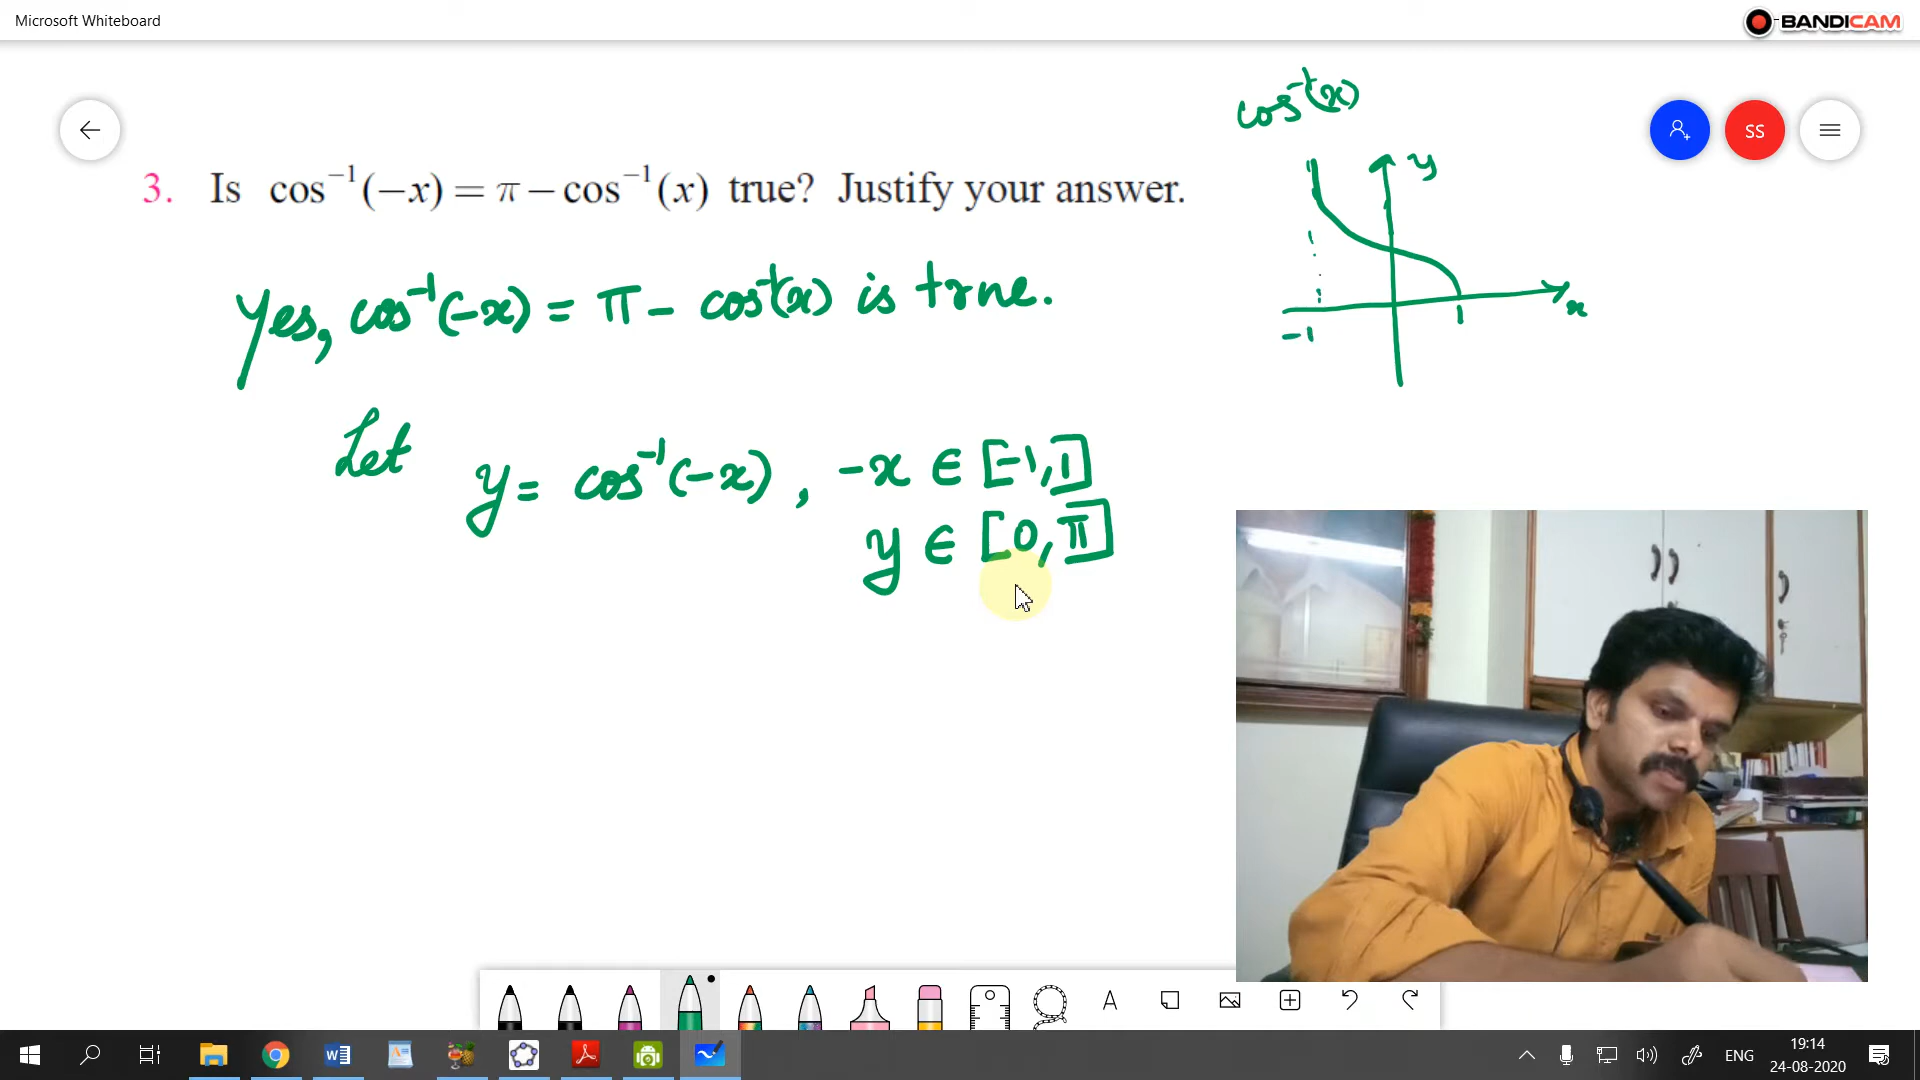 Microsoft Whiteboard
BANDICAM
cos⁻¹(x)
SS
y
3. Is cos⁻¹(−x) = π − cos⁻¹(x) true? Justify your answer.
Yes, cos⁻¹(−x) = π − cos⁻¹(x) is true.
x
−1
1
Let y = cos⁻¹(−x), −x ∈ [−1, 1]
y ∈ [0, π]
A
W
ENG
19:14
24-08-2020